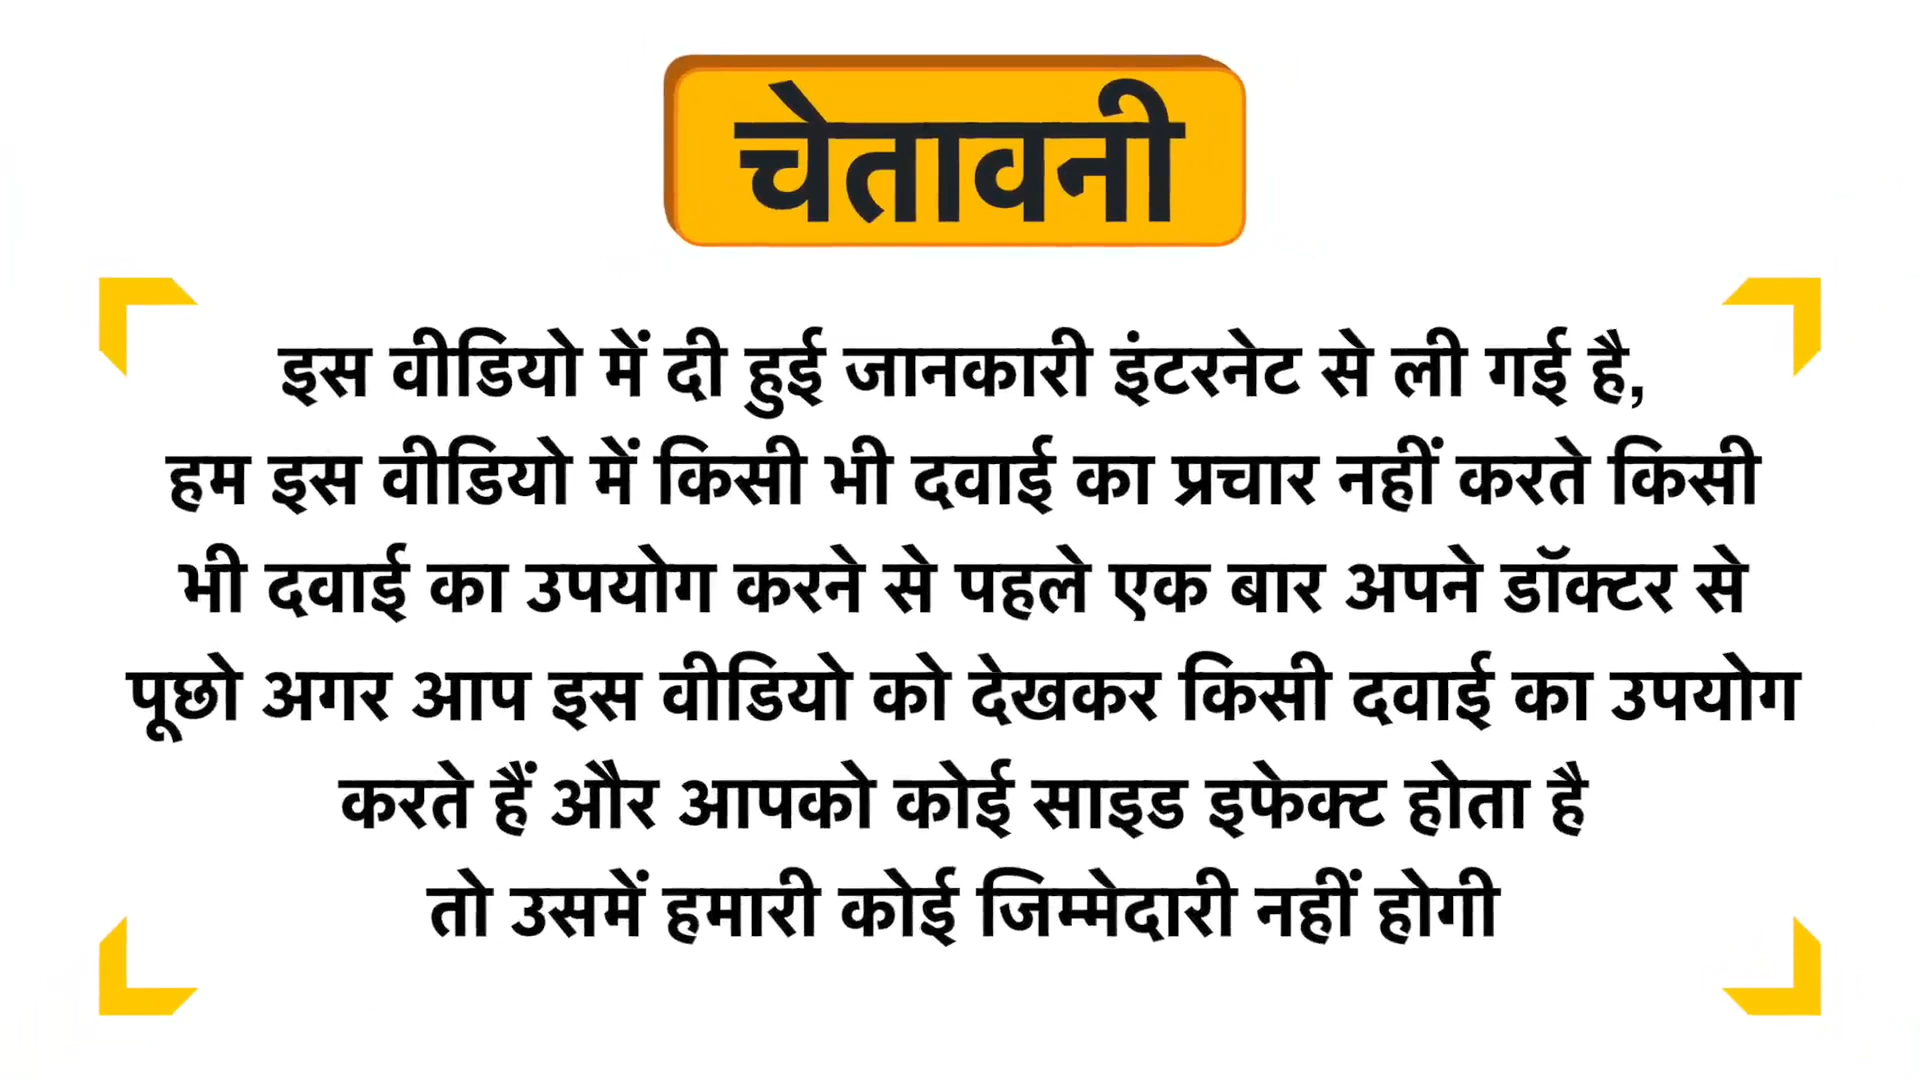 चेतावनी
इस वीडियो में दी हुई जानकारी इंटरनेट से ली गई है,
हम इस वीडियो में किसी भी दवाई का प्रचार नहीं करते किसी
भी दवाई का उपयोग करने से पहले एक बार अपने डॉक्टर से
पूछो अगर आप इस वीडियो को देखकर किसी दवाई का उपयोग
करते हैं और आपको कोई साइड इफेक्ट होता है
तो उसमें हमारी कोई जिम्मेदारी नहीं होगी